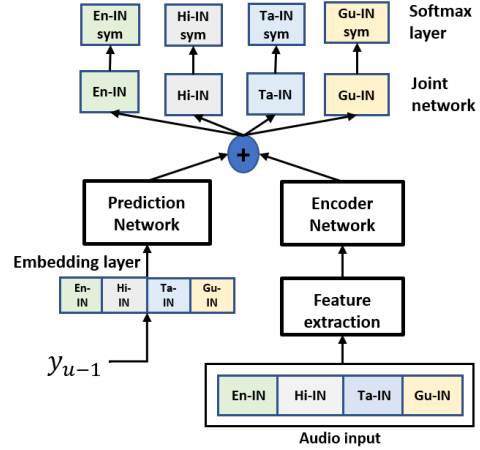 En-IN
sym
Hi-IN
sym
Ta-IN
sym
Gu-IN
sym
Softmax
layer
En-IN
Hi-IN
Ta-IN
Gu-IN
Joint
network
+
Prediction
Network
Encoder
Network
Embedding layer
En-
IN
Hi-
IN
Ta-
IN
Gu-
IN
Feature
extraction
y_{u−1}
En-IN
Hi-IN
Ta-IN
Gu-IN
Audio input